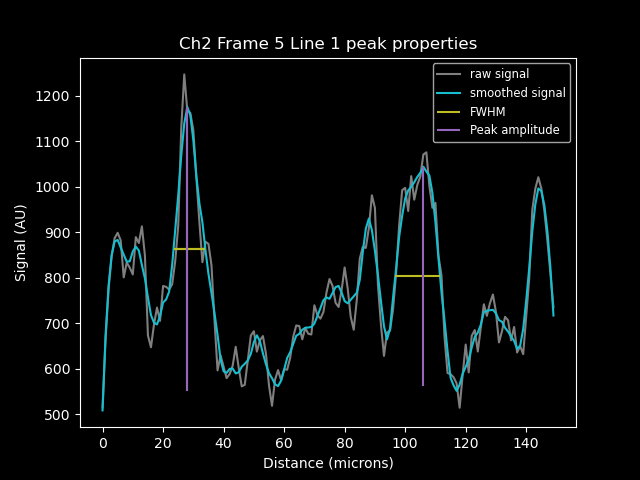 Ch2 Frame 5 Line 1 peak properties
raw signal
smoothed signal
FWHM
Peak amplitude
Signal (AU)
1200
1100
1000
900
800
700
600
500
0 20 40 60 80 100 120 140
Distance (microns)